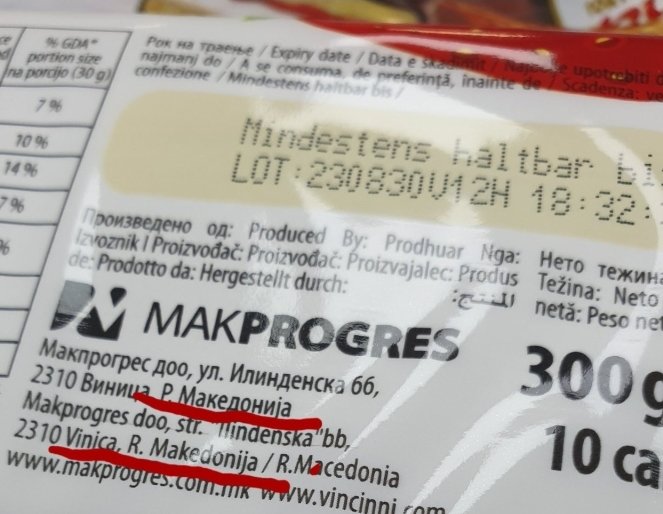 % GDA*
portion size
na porcijo (30 g)
7 %
10 %
14 %
7 %
%
Рок на траење / Expiry date / Data e skadimit /
najmanj do / A se consuma, de preferință, înainte de / Scadenza:
confezione / Mindestens haltbar bis /
Mindestens haltbar bis
LOT:230830V12H 18:32:
Произведено од: Produced By: Prodhuar Nga:
Izvoznik I Proizvođač: Proizvođač: Proizvajalec: Produs
de: Prodotto da: Hergestellt durch: المنتج:
Нето тежина
Težina: Neto
netă: Peso net
MAKPROGRES
300g
10 ca
Макпрогрес доо, ул. Илинденска бб,
2310 Виница, Р. Македонија
Makprogres doo, str. "Ilindenska"bb,
2310 Vinica, R. Makedonija / R.Macedonia
www.makprogres.com.mk www.vincinni.com